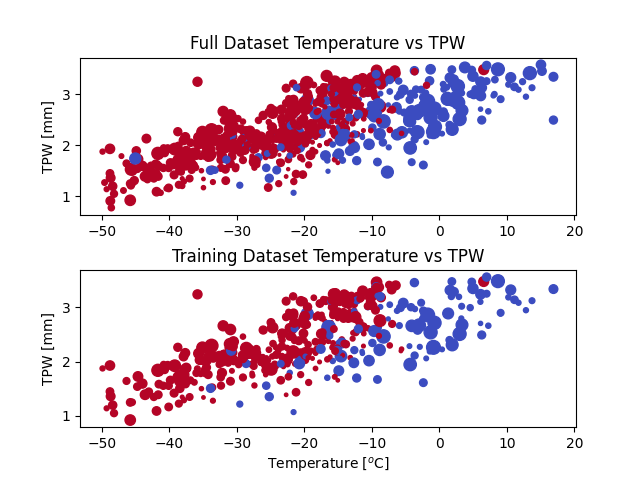 Full Dataset Temperature vs TPW
TPW [mm]
3
2
1
−50 −40 −30 −20 −10 0 10 20
Training Dataset Temperature vs TPW
TPW [mm]
3
2
1
−50 −40 −30 −20 −10 0 10 20
Temperature [°C]